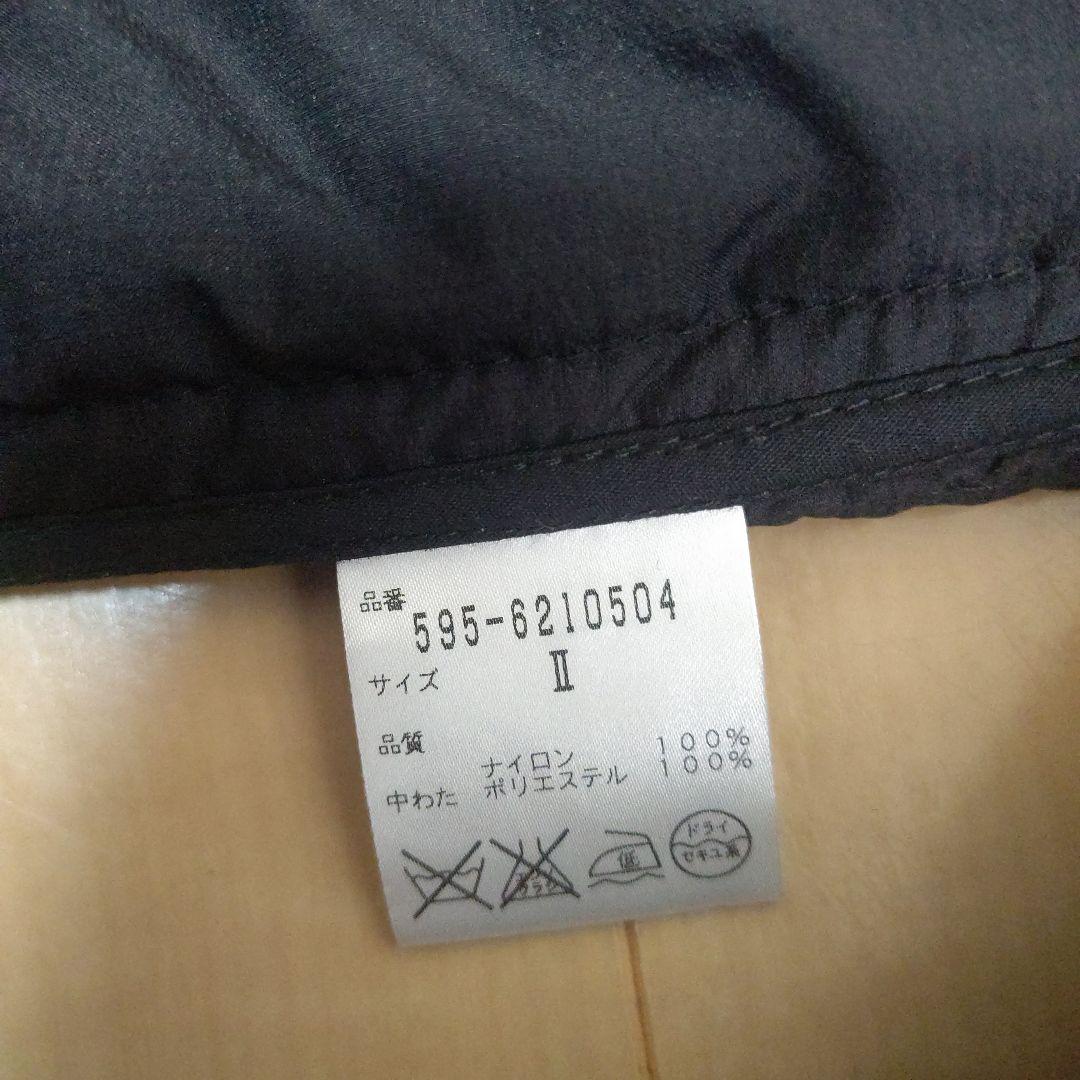 品番 595-6210504
サイズ Ⅱ
品質 ナイロン 100%
中わた ポリエステル 100%
低
ドライ
セキユ系